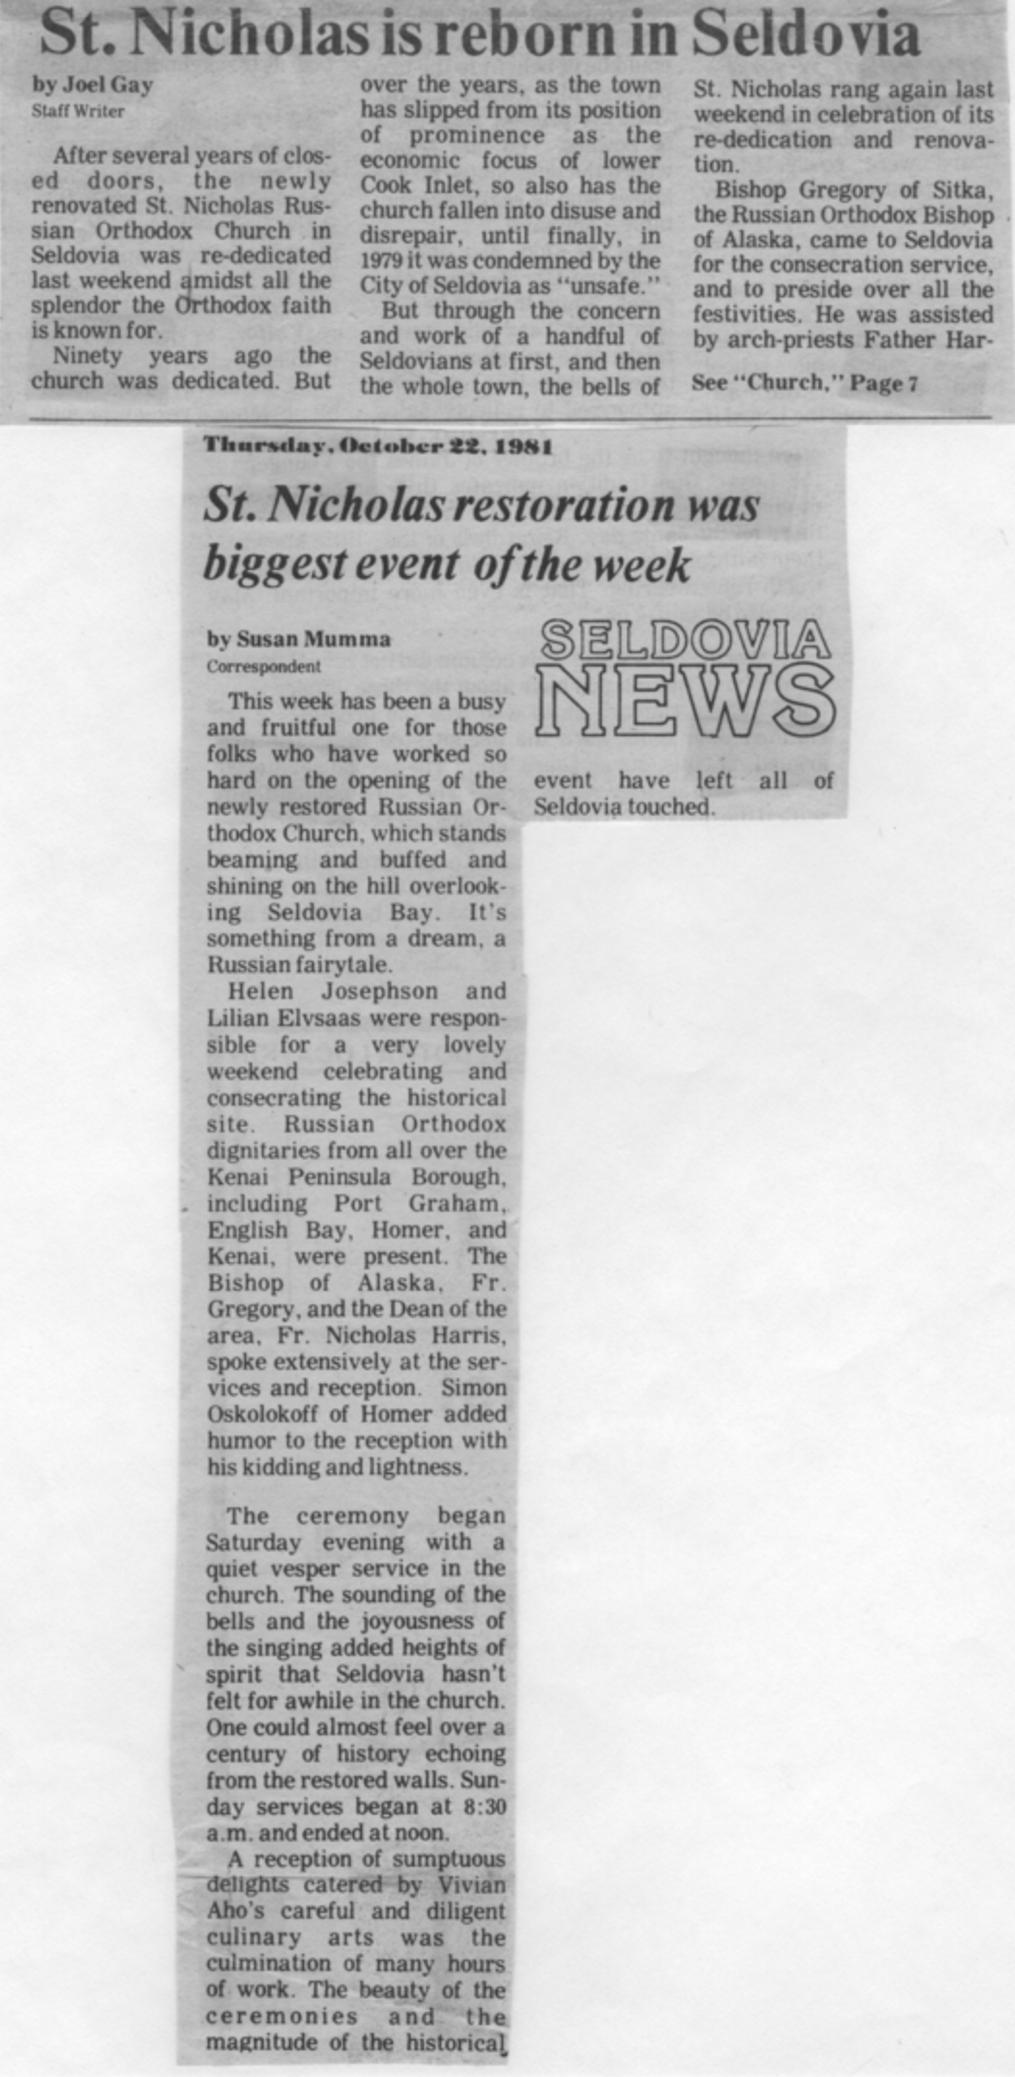 St. Nicholas is reborn in Seldovia
by Joel Gay
Staff Writer
After several years of clos-
ed doors, the newly
renovated St. Nicholas Rus-
sian Orthodox Church in
Seldovia was re-dedicated
last weekend amidst all the
splendor the Orthodox faith
is known for.
Ninety years ago the
church was dedicated. But
over the years, as the town
has slipped from its position
of prominence as the
economic focus of lower
Cook Inlet, so also has the
church fallen into disuse and
disrepair, until finally, in
1979 it was condemned by the
City of Seldovia as "unsafe."
But through the concern
and work of a handful of
Seldovians at first, and then
the whole town, the bells of
St. Nicholas rang again last
weekend in celebration of its
re-dedication and renova-
tion.
Bishop Gregory of Sitka,
the Russian Orthodox Bishop
of Alaska, came to Seldovia
for the consecration service,
and to preside over all the
festivities. He was assisted
by arch-priests Father Har-
See "Church," Page 7
Thursday, October 22, 1981
St. Nicholas restoration was
biggest event of the week
by Susan Mumma
Correspondent
This week has been a busy
and fruitful one for those
folks who have worked so
hard on the opening of the
newly restored Russian Or-
thodox Church, which stands
beaming and buffed and
shining on the hill overlook-
ing Seldovia Bay. It's
something from a dream, a
Russian fairytale.
Helen Josephson and
Lilian Elvsaas were respon-
sible for a very lovely
weekend celebrating and
consecrating the historical
site. Russian Orthodox
dignitaries from all over the
Kenai Peninsula Borough,
including Port Graham,
English Bay, Homer, and
Kenai, were present. The
Bishop of Alaska, Fr.
Gregory, and the Dean of the
area, Fr. Nicholas Harris,
spoke extensively at the ser-
vices and reception. Simon
Oskolokoff of Homer added
humor to the reception with
his kidding and lightness.
The ceremony began
Saturday evening with a
quiet vesper service in the
church. The sounding of the
bells and the joyousness of
the singing added heights of
spirit that Seldovia hasn't
felt for awhile in the church.
One could almost feel over a
century of history echoing
from the restored walls. Sun-
day services began at 8:30
a.m. and ended at noon.
A reception of sumptuous
delights catered by Vivian
Aho's careful and diligent
culinary arts was the
culmination of many hours
of work. The beauty of the
ceremonies and the
magnitude of the historical
SELDOVIA
NEWS
event have left all of
Seldovia touched.